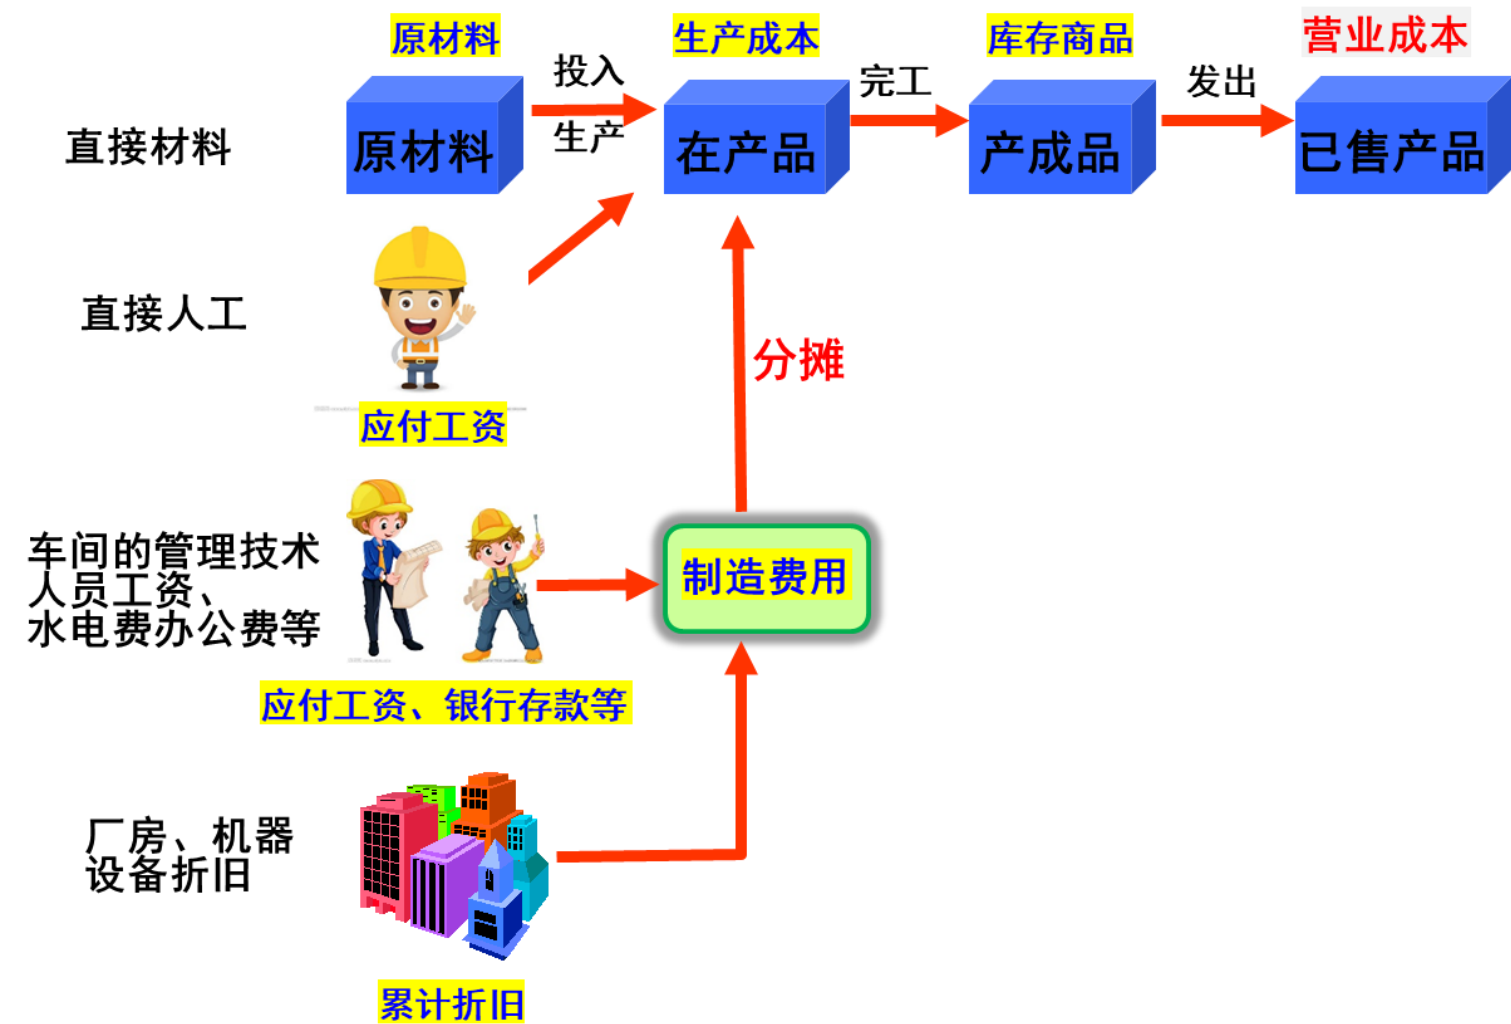 原材料
生产成本
库存商品
营业成本
投入
完工
发出
直接材料
原材料
生产
在产品
产成品
已售产品
直接人工
分摊
应付工资
车间的管理技术
人员工资、
水电费办公费等
制造费用
应付工资、银行存款等
厂房、机器
设备折旧
累计折旧